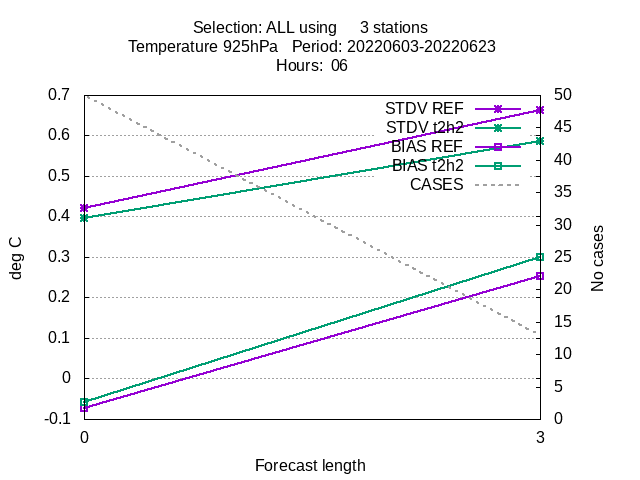 Selection: ALL using     3 stations
Temperature 925hPa   Period: 20220603-20220623
Hours:  06
0.7
0.6
0.5
0.4
0.3
0.2
0.1
0
-0.1
50
45
40
35
30
25
20
15
10
5
0
STDV REF
STDV t2h2
BIAS REF
BIAS t2h2
CASES
deg C
No cases
0
3
Forecast length